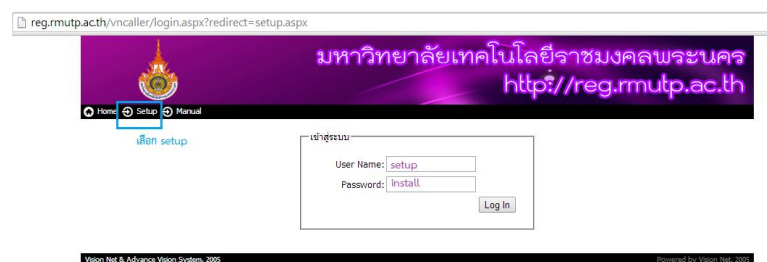 reg.rmutp.ac.th/vncaller/login.aspx?redirect=setup.aspx
มหาวิทยาลัยเทคโนโลยีราชมงคลพระนคร
http://reg.rmutp.ac.th
Home Setup Manual
เลือก setup
เข้าสู่ระบบ
User Name: setup
Password: install
Log In
Vision Net & Advance Vision System, 2005 Powered by Vision Net, 2005